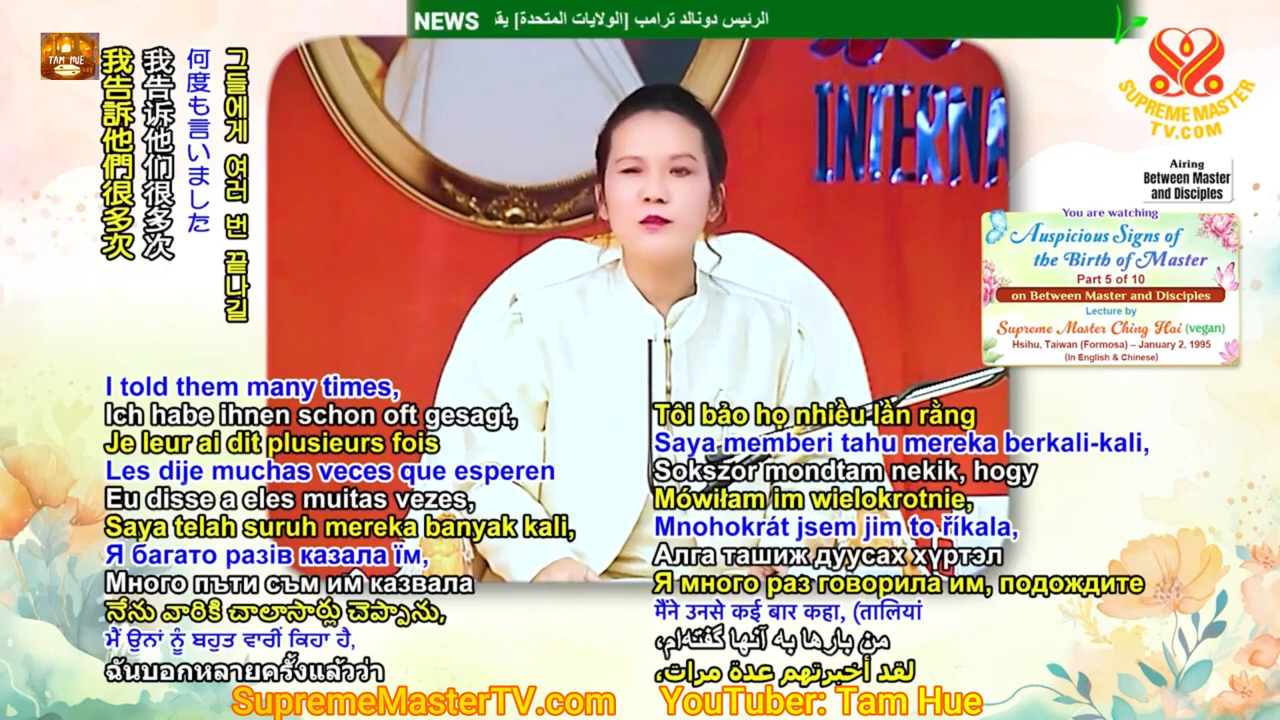 NEWS
الرئيس دونالد ترامب [الولايات المتحدة] يقد
TAM HUE
我告訴他們很多次
我告诉他们很多次
何度も言いました
그들에게 여러 번 끝나길
INTERNA
SUPREME MASTER
TV.COM
Airing
Between Master
and Disciples
You are watching
Auspicious Signs of
the Birth of Master
Part 5 of 10
on Between Master and Disciples
Lecture by
Supreme Master Ching Hai (vegan)
Hsihu, Taiwan (Formosa) – January 2, 1995
(In English & Chinese)
I told them many times,
Ich habe ihnen schon oft gesagt,
Je leur ai dit plusieurs fois
Les dije muchas veces que esperen
Eu disse a eles muitas vezes,
Saya telah suruh mereka banyak kali,
Я багато разів казала їм,
Много пъти съм им казвала
నేను వారికి చాలాసార్లు చెప్పాను,
ਮੈਂ ਉਨਾਂ ਨੂੰ ਬਹੁਤ ਵਾਰੀਂ ਕਿਹਾ ਹੈ,
ฉันบอกหลายครั้งแล้วว่า
Tôi bảo họ nhiều lần rằng
Saya memberi tahu mereka berkali-kali,
Sokszor mondtam nekik, hogy
Mówiłam im wielokrotnie,
Mnohokrát jsem jim to říkala,
Алга ташиж дуусах хүртэл
Я много раз говорила им, подождите
मैंने उनसे कई बार कहा, (तालियां
من بارها به آنها گفته‌ام،
لقد أخبرتهم عدة مرات،
SupremeMasterTV.com
YouTuber: Tam Hue